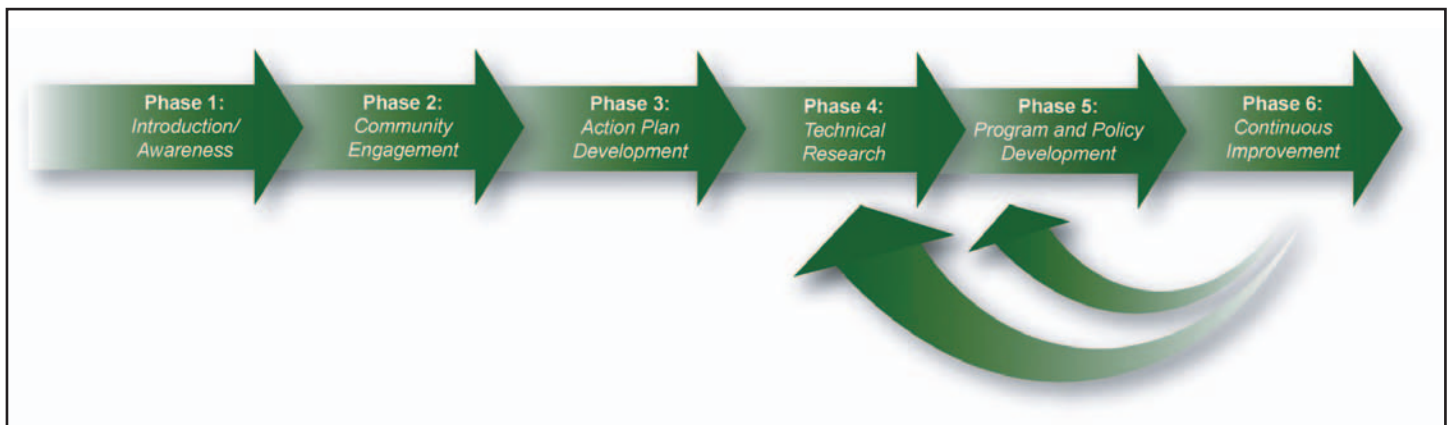 Phase 1:
Introduction/
Awareness
Phase 2:
Community
Engagement
Phase 3:
Action Plan
Development
Phase 4:
Technical
Research
Phase 5:
Program and Policy
Development
Phase 6:
Continuous
Improvement